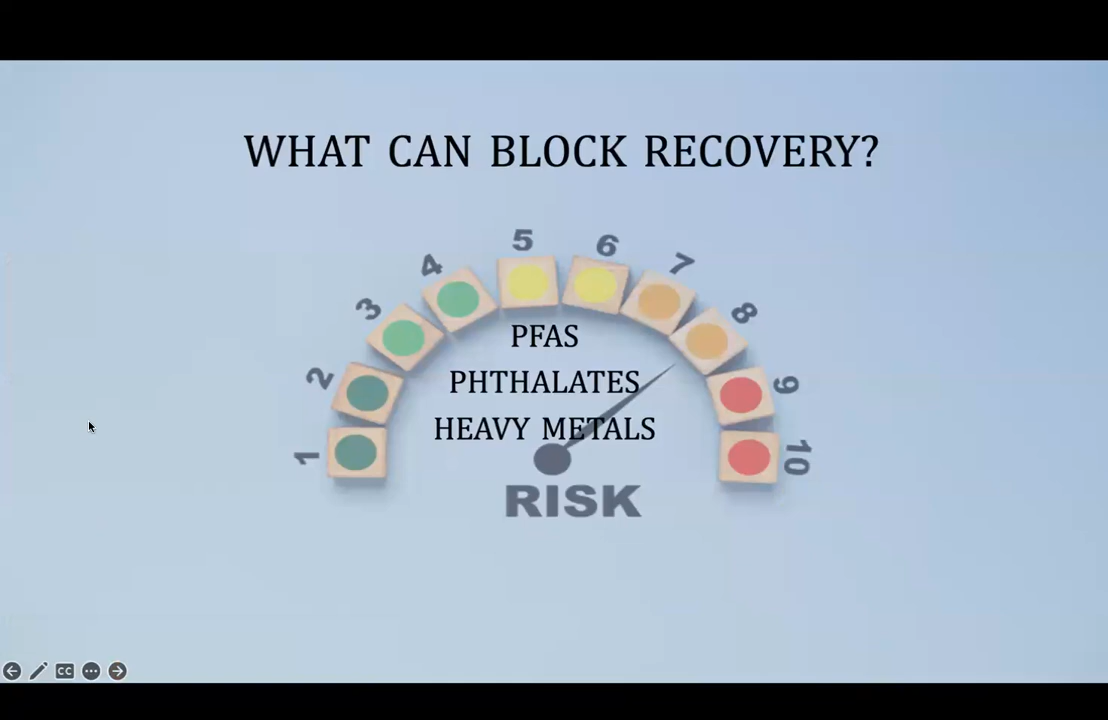 WHAT CAN BLOCK RECOVERY?
5
6
4
7
3
8
PFAS
2
PHTHALATES
9
HEAVY METALS
1
10
RISK
CC